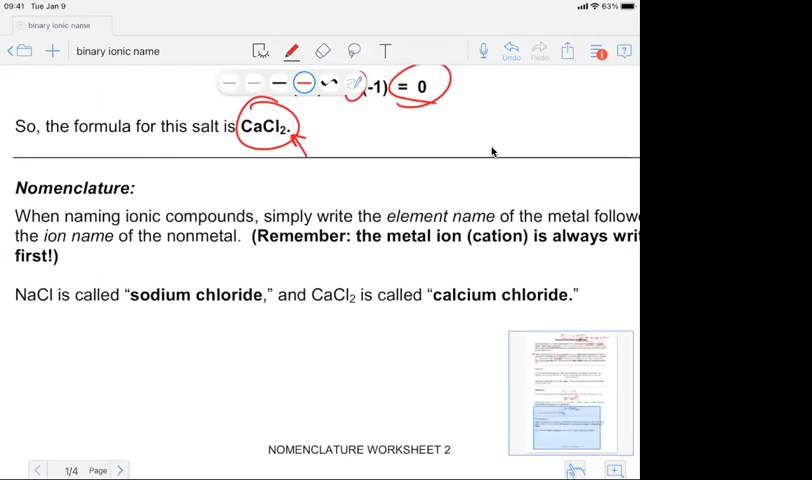 09:41 Tue Jan 9
63%
binary ionic name
binary ionic name
T
Undo
Redo
1
?
(-1) = 0
So, the formula for this salt is CaCl₂.
Nomenclature:
When naming ionic compounds, simply write the element name of the metal follow
the ion name of the nonmetal. (Remember: the metal ion (cation) is always wri
first!)
NaCl is called “sodium chloride,” and CaCl₂ is called “calcium chloride.”
NOMENCLATURE WORKSHEET 2
1/4 Page